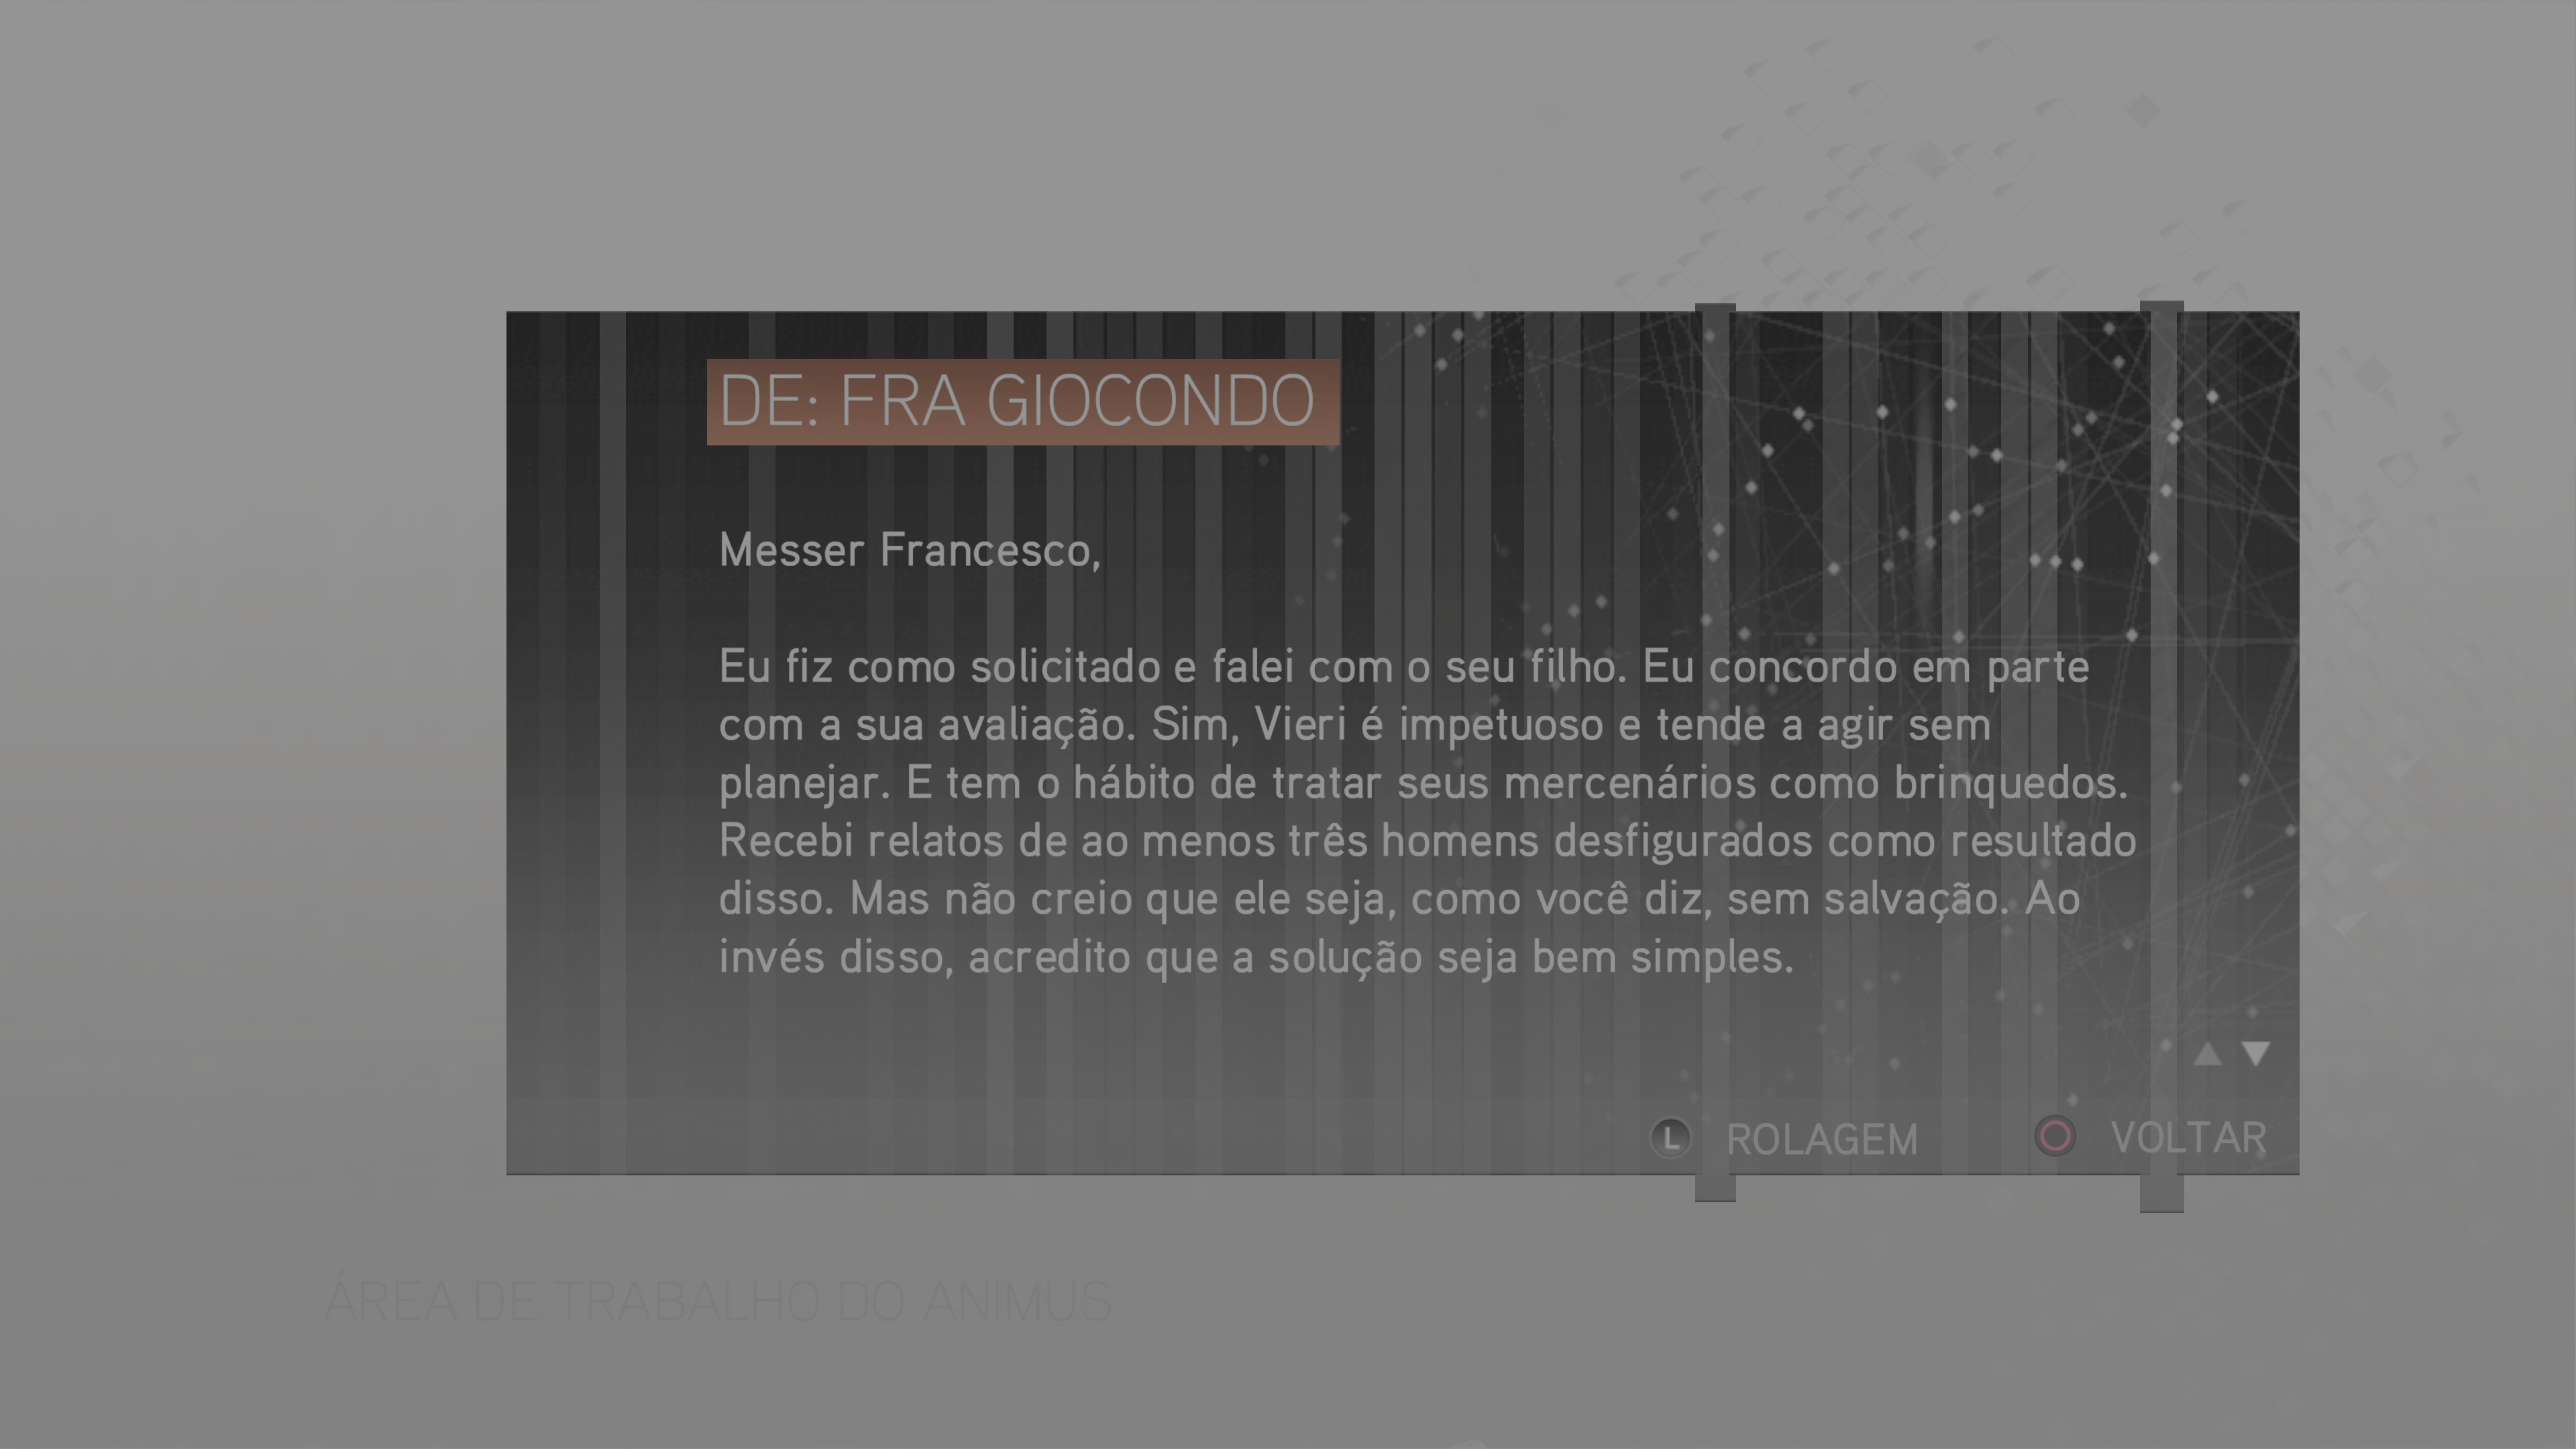 DE: FRA GIOCONDO
Messer Francesco,
Eu fiz como solicitado e falei com o seu filho. Eu concordo em parte
com a sua avaliação. Sim, Vieri é impetuoso e tende a agir sem
planejar. E tem o hábito de tratar seus mercenários como brinquedos.
Recebi relatos de ao menos três homens desfigurados como resultado
disso. Mas não creio que ele seja, como você diz, sem salvação. Ao
invés disso, acredito que a solução seja bem simples.
L ROLAGEM VOLTAR
ÁREA DE TRABALHO DO ANIMUS